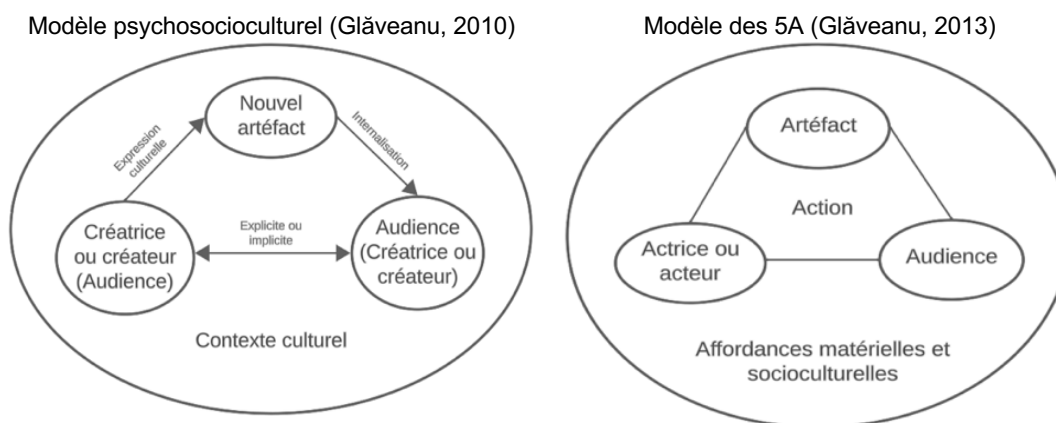 Modèle psychosocioculturel (Glăveanu, 2010)
Nouvel
artéfact
Expression
culturelle
Internalisation
Créatrice
ou créateur
(Audience)
Explicite ou
implicite
Audience
(Créatrice ou
créateur)
Contexte culturel
Modèle des 5A (Glăveanu, 2013)
Artéfact
Action
Actrice ou
acteur
Audience
Affordances matérielles et
socioculturelles